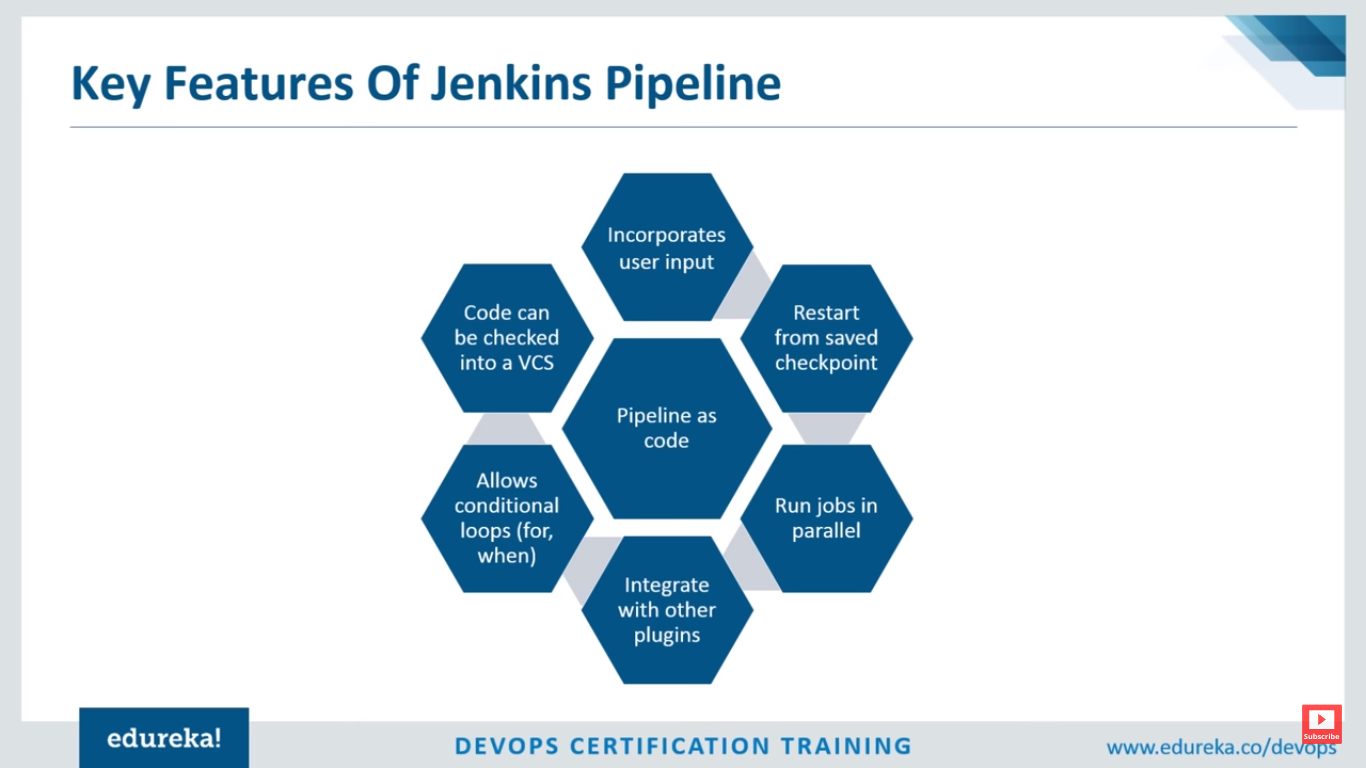 Key Features Of Jenkins Pipeline
Incorporates
user input
Restart
from saved
checkpoint
Run jobs in
parallel
Integrate
with other
plugins
Allows
conditional
loops (for,
when)
Code can
be checked
into a VCS
Pipeline as
code
edureka!
DEVOPS CERTIFICATION TRAINING
www.edureka.co/devops
Subscribe